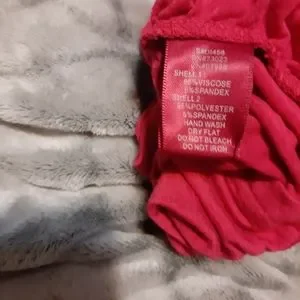 SHELL 1:
95%VISCOSE
5%SPANDEX
SHELL 2:
95%POLYESTER
5%SPANDEX
HAND WASH
DRY FLAT
DO NOT BLEACH
DO NOT IRON